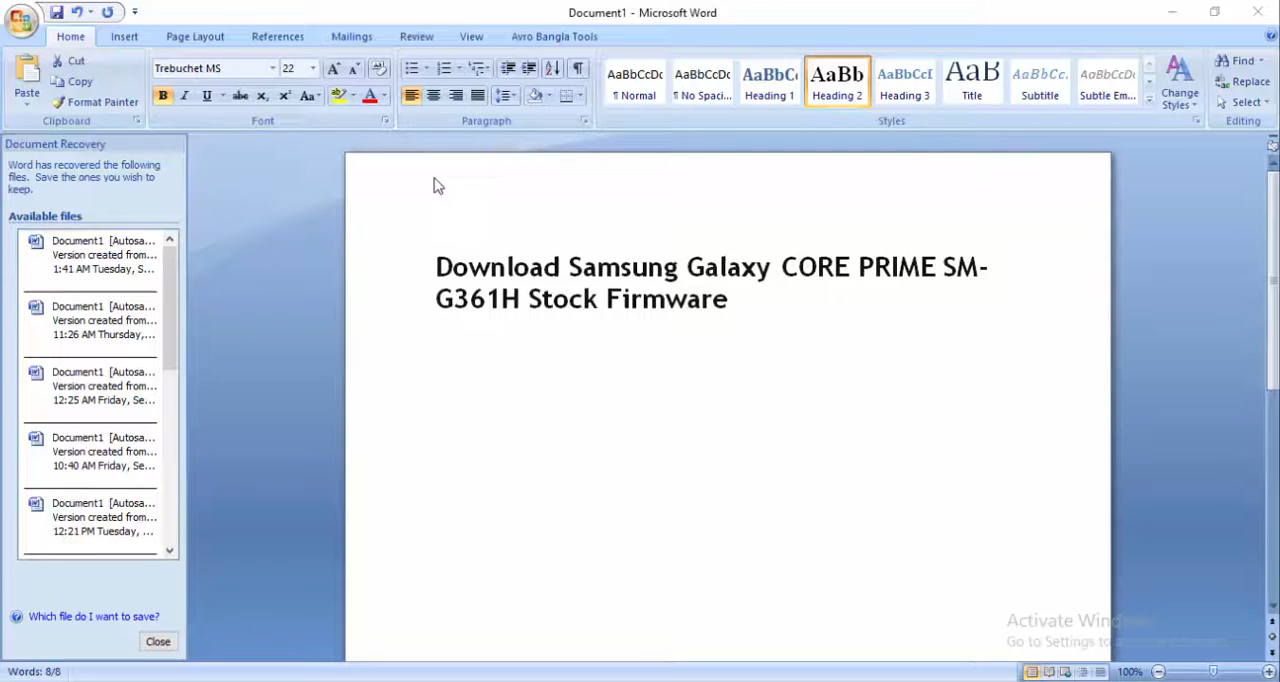 Document1 - Microsoft Word
Home Insert Page Layout References Mailings Review View Avro Bangla Tools
Paste
Cut
Copy
Format Painter
Clipboard
Trebuchet MS 22
B I U abc x₂ x² Aa
Font
Paragraph
AaBbCcDc AaBbCcDc AaBbCc AaBb AaBbCcI AaB AaBbCc. AaBbCcDc
¶ Normal ¶ No Spaci... Heading 1 Heading 2 Heading 3 Title Subtitle Subtle Em...
Change
Styles
Styles
Find
Replace
Select
Editing
Document Recovery
Word has recovered the following
files. Save the ones you wish to
keep.
Available files
Document1 [Autosa...
Version created from...
1:41 AM Tuesday, S...
Document1 [Autosa...
Version created from...
11:26 AM Thursday,...
Document1 [Autosa...
Version created from...
12:25 AM Friday, Se...
Document1 [Autosa...
Version created from...
10:40 AM Friday, Se...
Document1 [Autosa...
Version created from...
12:21 PM Tuesday, ...
Which file do I want to save?
Close
Download Samsung Galaxy CORE PRIME SM-
G361H Stock Firmware
Activate Windows
Go to Settings to
Words: 8/8
100%